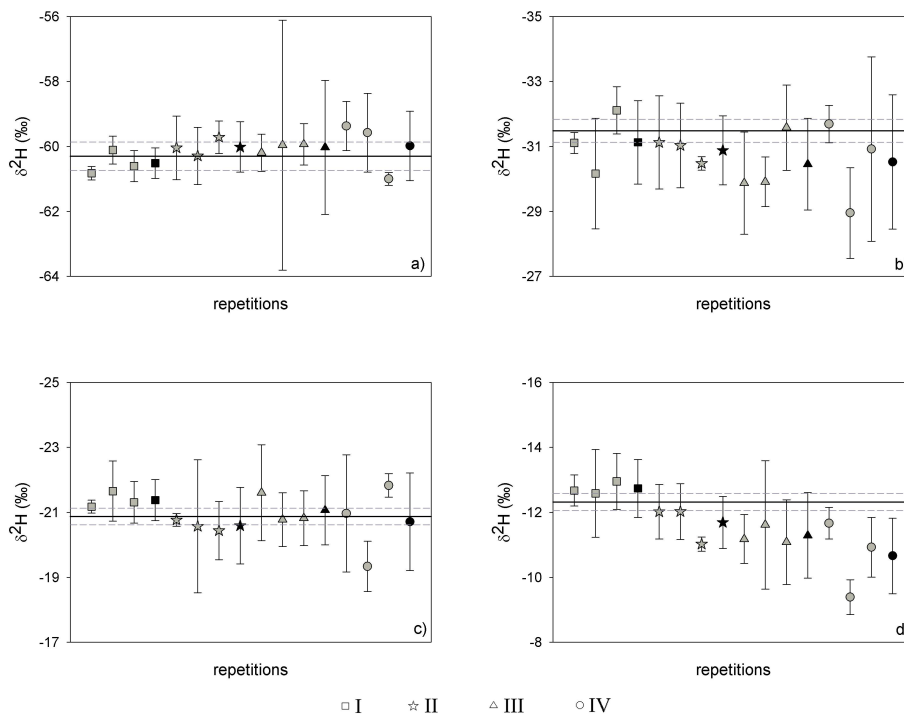 -56
-58
-60
-62
-64
δ²H (‰)
a)
repetitions
-35
-33
-31
-29
-27
δ²H (‰)
b
repetitions
-25
-23
-21
-19
-17
δ²H (‰)
c)
repetitions
-16
-14
-12
-10
-8
δ²H (‰)
d
repetitions
I II III IV